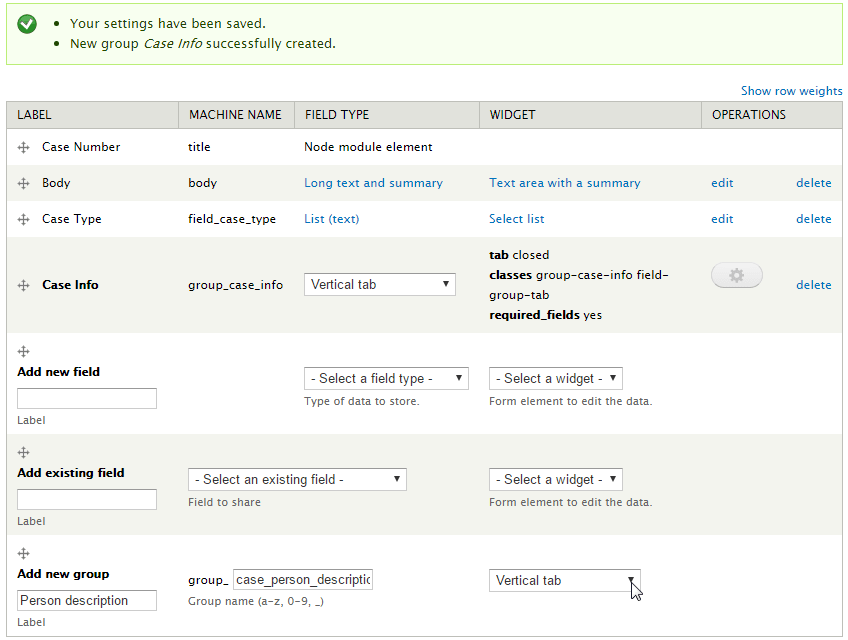 Your settings have been saved.
New group Case Info successfully created.
Show row weights
LABEL MACHINE NAME FIELD TYPE WIDGET OPERATIONS
Case Number title Node module element
Body body Long text and summary Text area with a summary edit delete
Case Type field_case_type List (text) Select list edit delete
Case Info group_case_info Vertical tab tab closed
classes group-case-info field-
group-tab
required_fields yes
delete
Add new field
- Select a field type - - Select a widget -
Type of data to store. Form element to edit the data.
Label
Add existing field
- Select an existing field - - Select a widget -
Field to share Form element to edit the data.
Label
Add new group
group_ case_person_descriptic Vertical tab
Person description Group name (a-z, 0-9, _)
Label